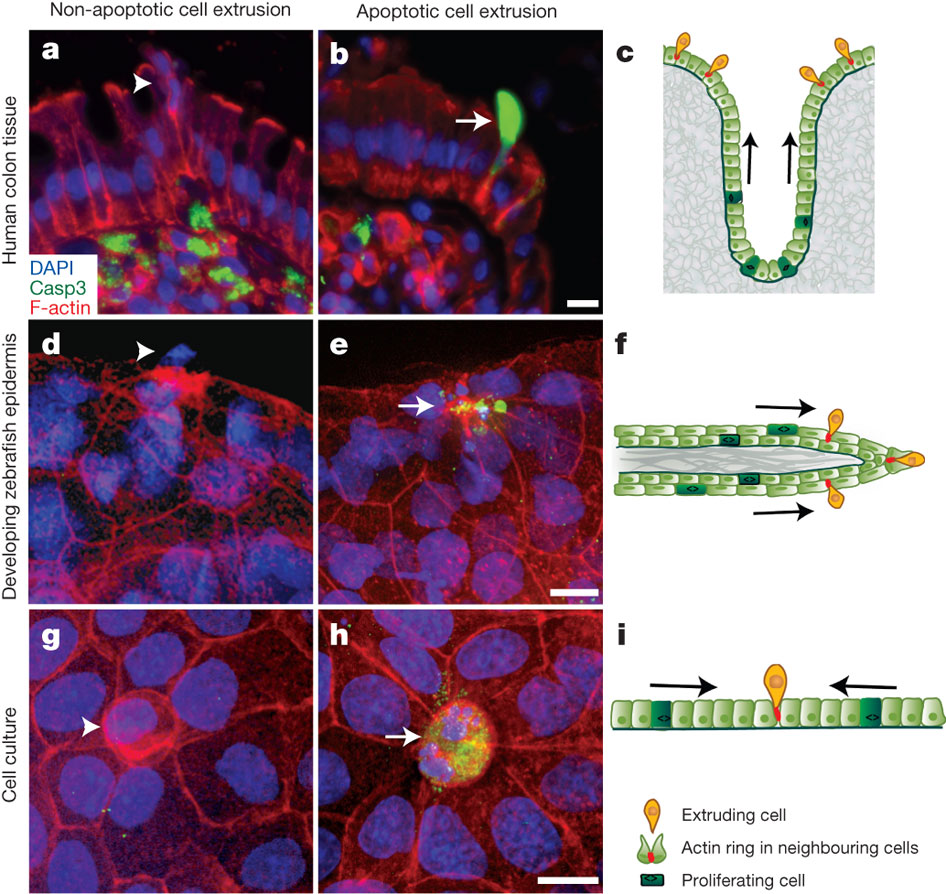 Non-apoptotic cell extrusion
Apoptotic cell extrusion
Human colon tissue
a
b
c
DAPI
Casp3
F-actin
Developing zebrafish epidermis
d
e
f
Cell culture
g
h
i
Extruding cell
Actin ring in neighbouring cells
Proliferating cell